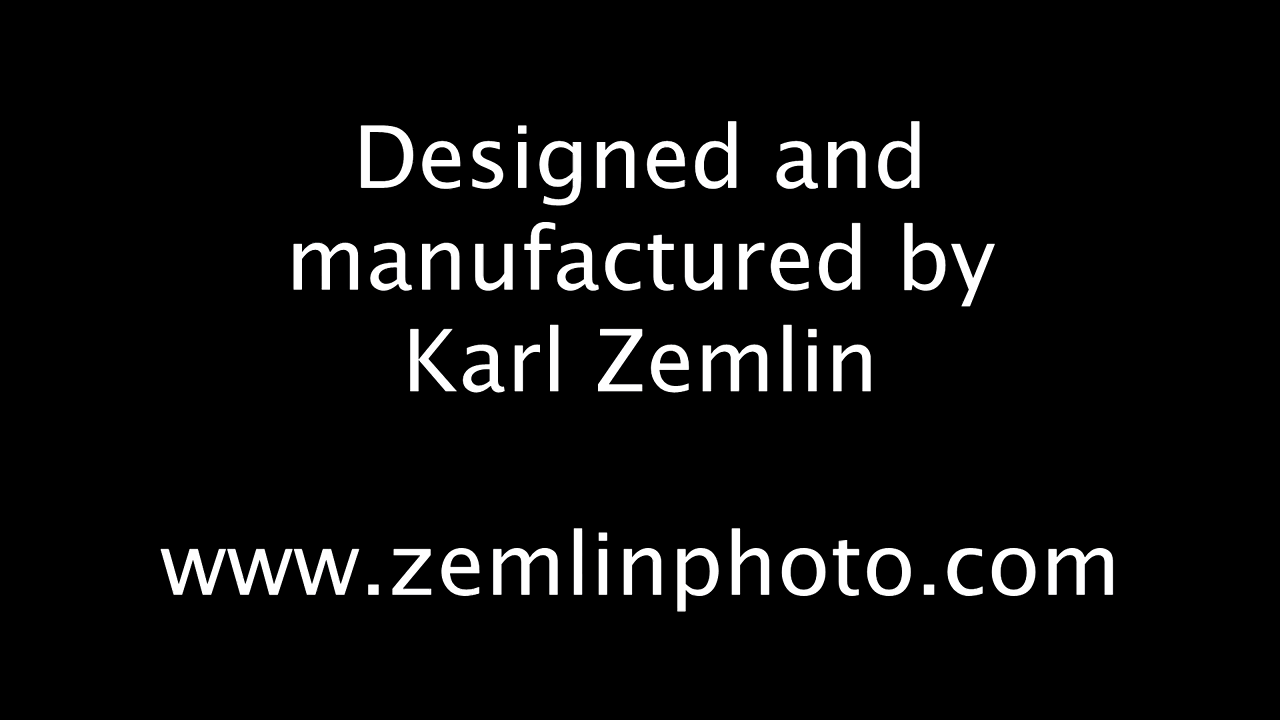 Designed and
manufactured by
Karl Zemlin
www.zemlinphoto.com